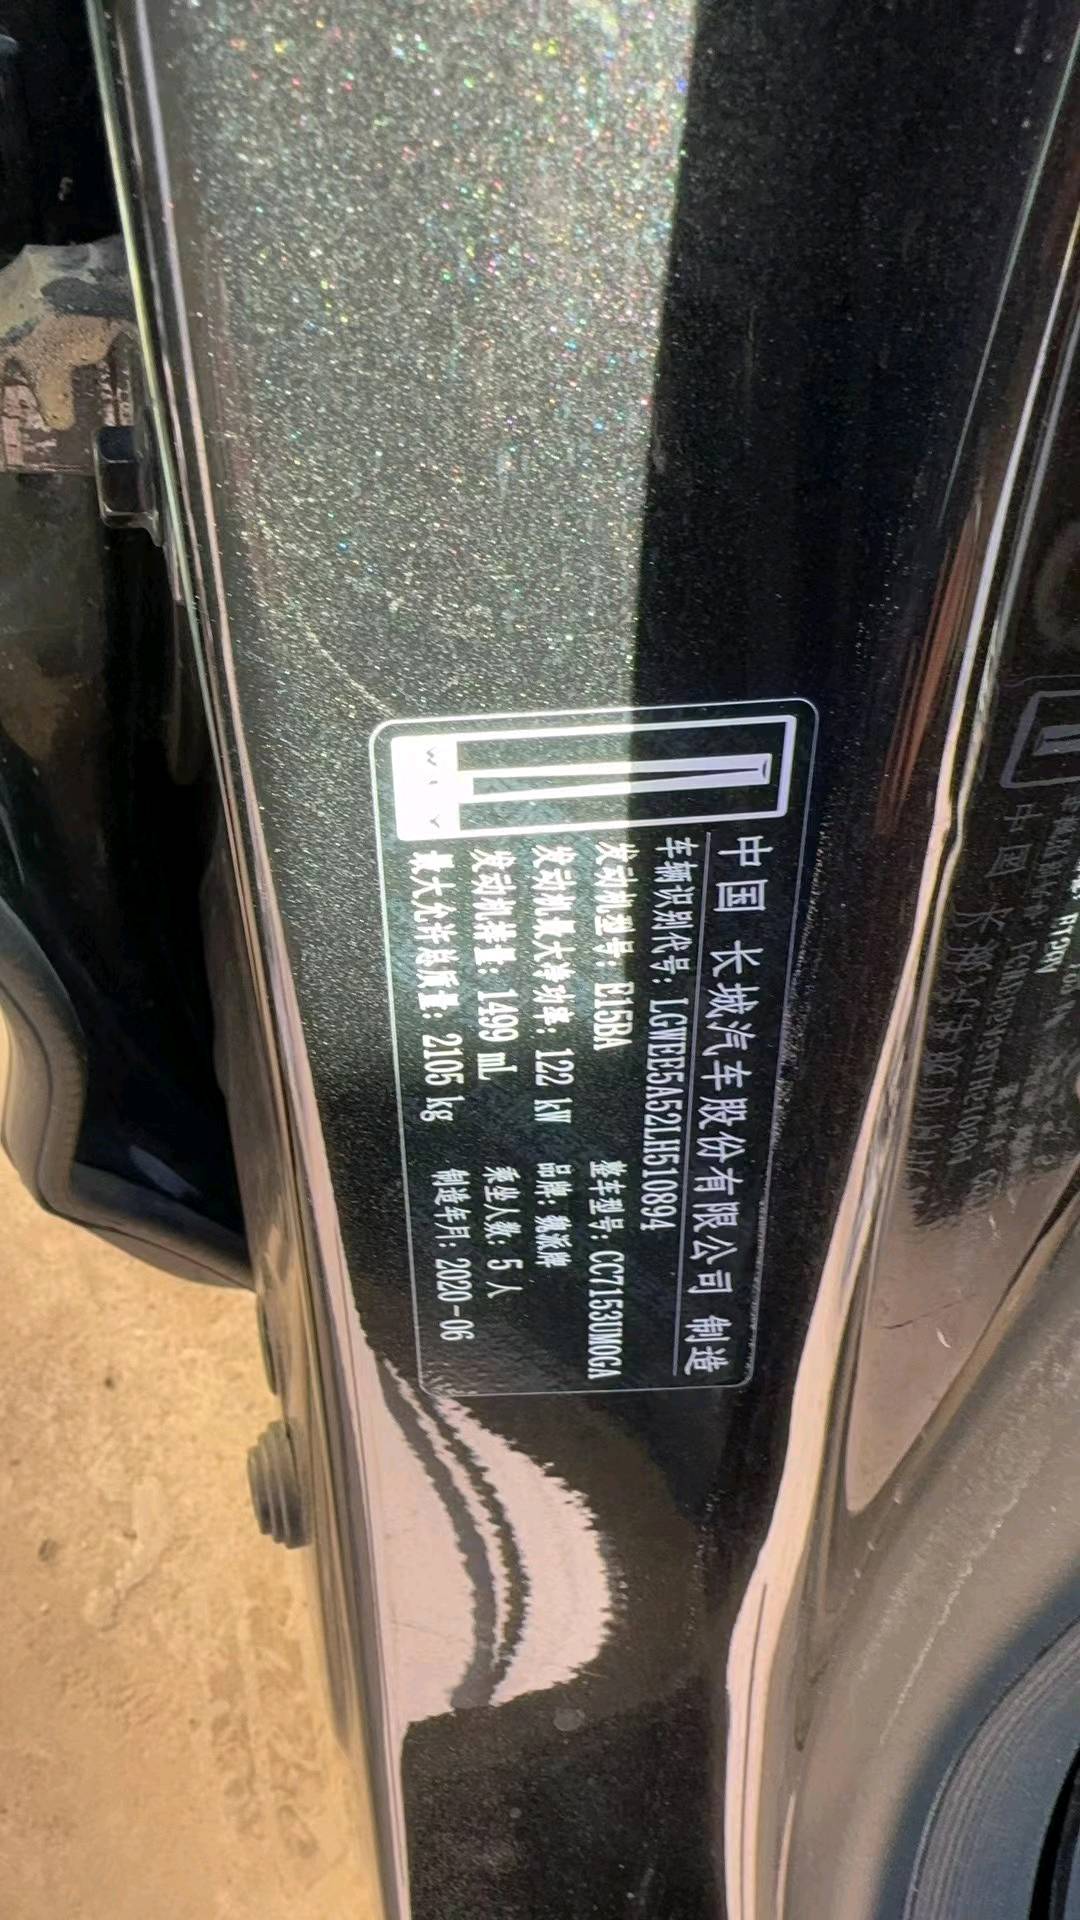 WEY
中国 长城汽车股份有限公司 制造
车辆识别代号: LGWEE5A52LH510894
发动机型号: E15BA 整车型号: CC7153UM0GA
发动机最大净功率: 122 kW 品牌: 魏派牌
发动机排量: 1499 mL 乘坐人数: 5 人
最大允许总质量: 2105 kg 制造年月: 2020-06